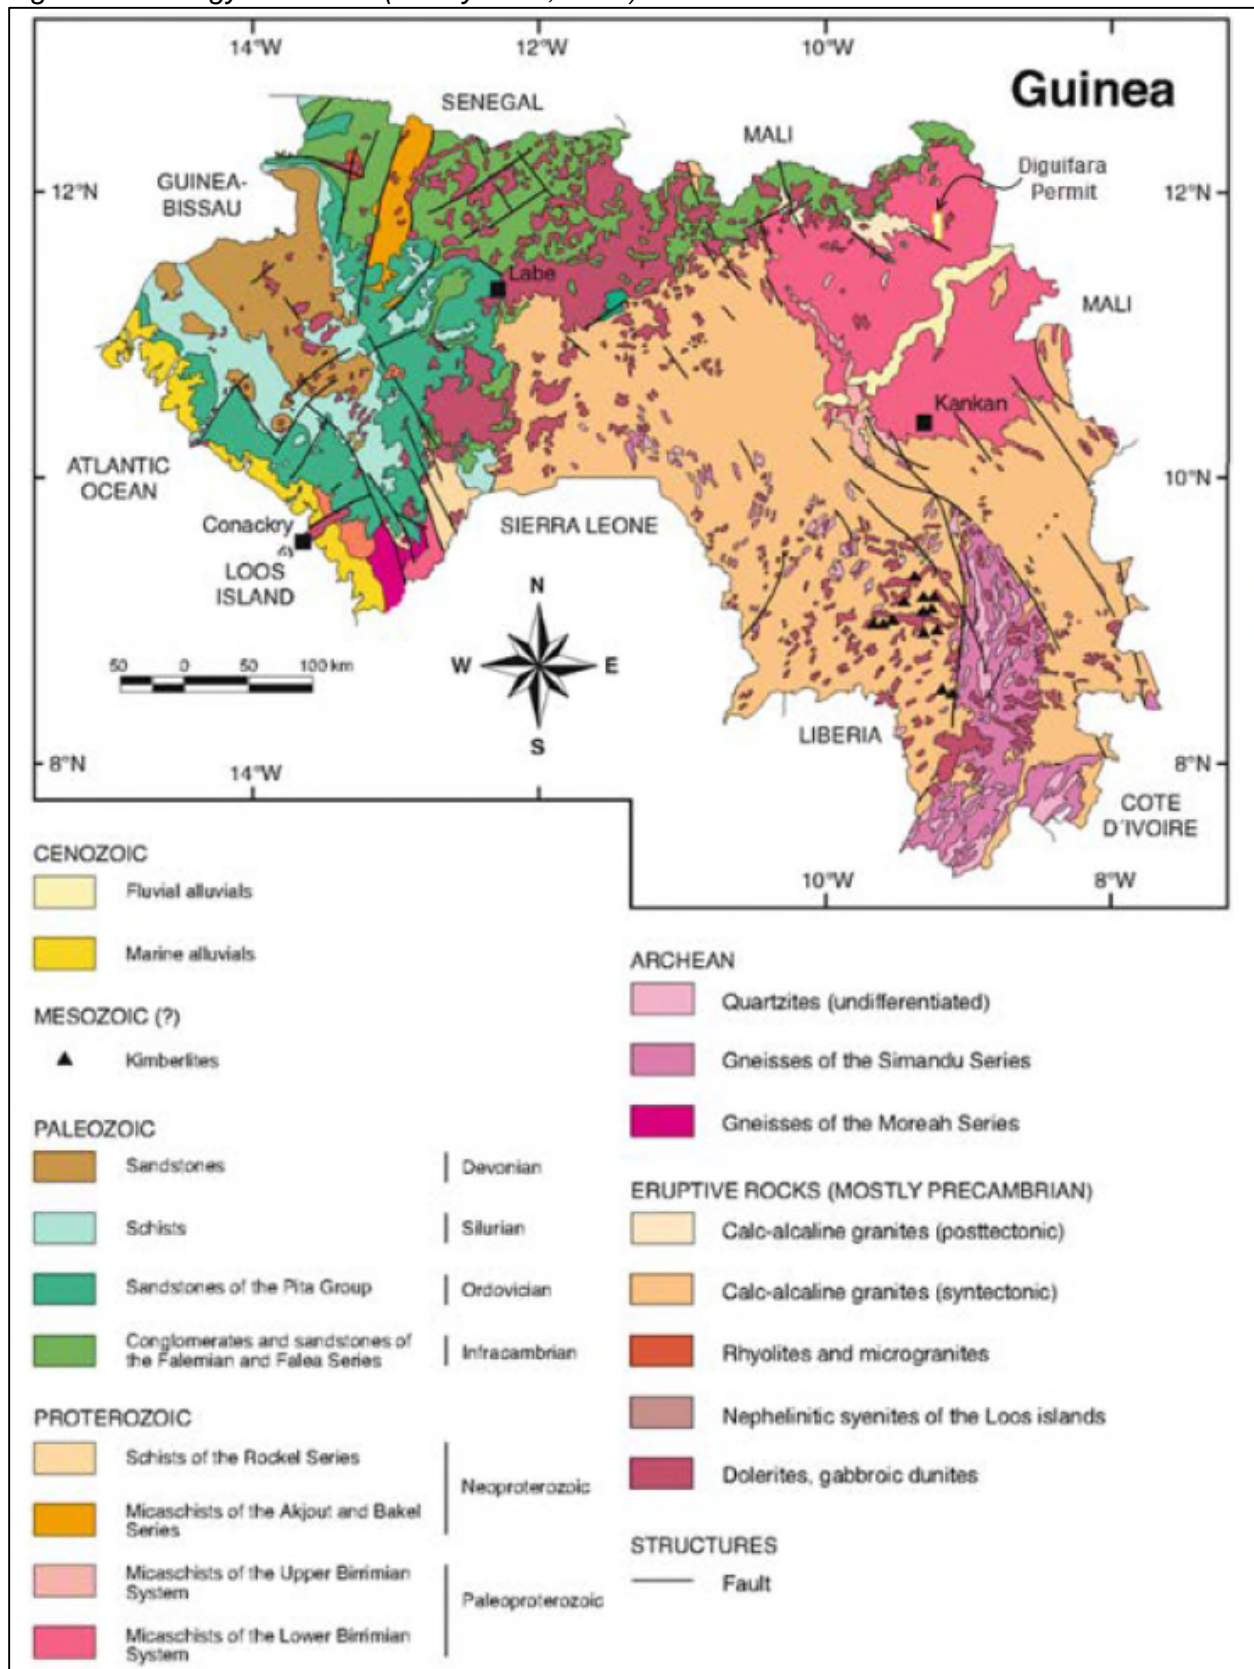 14°W 12°W 10°W
Guinea
SENEGAL
MALI
Diguifara
Permit
12°N 12°N
GUINEA-
BISSAU
Labe
MALI
Kankan
ATLANTIC
OCEAN
10°N
Conackry
SIERRA LEONE
LOOS
ISLAND
N
W E
S
50 0 50 100 km
LIBERIA
8°N 8°N
14°W
COTE
D'IVOIRE
10°W 8°W
CENOZOIC
Fluvial alluvials
Marine alluvials
MESOZOIC (?)
Kimberlites
PALEOZOIC
Sandstones Devonian
Schists Silurian
Sandstones of the Pita Group Ordovician
Conglomerates and sandstones of
the Falemian and Falea Series Infracambrian
PROTEROZOIC
Schists of the Rockel Series
Neoproterozoic
Micaschists of the Akjout and Bakel
Series
Micaschists of the Upper Birrimian
System
Paleoproterozoic
Micaschists of the Lower Birrimian
System
ARCHEAN
Quartzites (undifferentiated)
Gneisses of the Simandu Series
Gneisses of the Moreah Series
ERUPTIVE ROCKS (MOSTLY PRECAMBRIAN)
Calc-alcaline granites (posttectonic)
Calc-alcaline granites (syntectonic)
Rhyolites and microgranites
Nephelinitic syenites of the Loos islands
Dolerites, gabbroic dunites
STRUCTURES
Fault